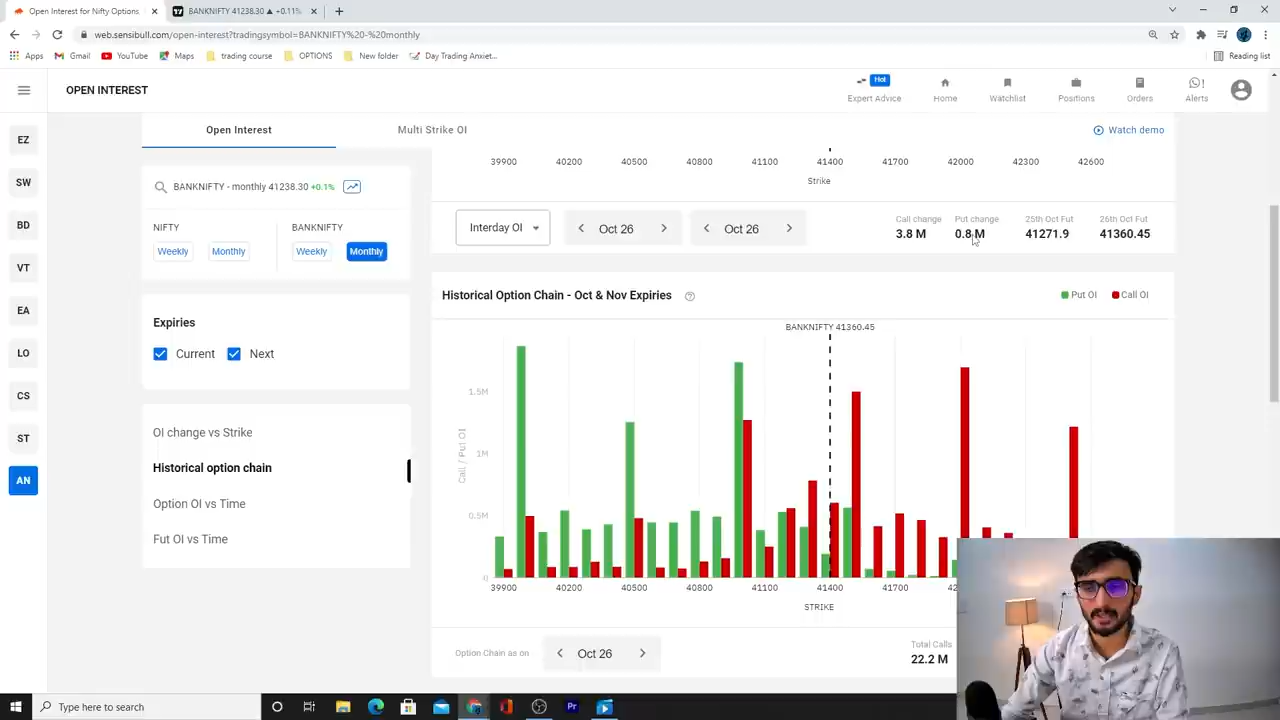 Open Interest for Nifty Options
BANKNIFTY 41238.30 ▲ +0.11%
web.sensibull.com/open-interest?tradingsymbol=BANKNIFTY%20-%20monthly
Apps
Gmail
YouTube
Maps
trading course
OPTIONS
New folder
Day Trading Anxiet...
Reading list
OPEN INTEREST
Hot
Expert Advice
Home
Watchlist
Positions
Orders
Alerts
EZ
SW
BD
VT
EA
LO
CS
ST
AN
Open Interest
Multi Strike OI
Watch demo
BANKNIFTY - monthly 41238.30 +0.1%
NIFTY
BANKNIFTY
Weekly
Monthly
Weekly
Monthly
Expiries
Current
Next
OI change vs Strike
Historical option chain
Option OI vs Time
Fut OI vs Time
39900 40200 40500 40800 41100 41400 41700 42000 42300 42600
Strike
Interday OI
Oct 26
Oct 26
Call change
3.8 M
Put change
0.8 M
25th Oct Fut
41271.9
26th Oct Fut
41360.45
Historical Option Chain - Oct & Nov Expiries
Put OI
Call OI
BANKNIFTY 41360.45
Call / Put OI
1.5M
1M
0.5M
0
39900 40200 40500 40800 41100 41400 41700
STRIKE
Option Chain as on
Oct 26
Total Calls
22.2 M
Type here to search